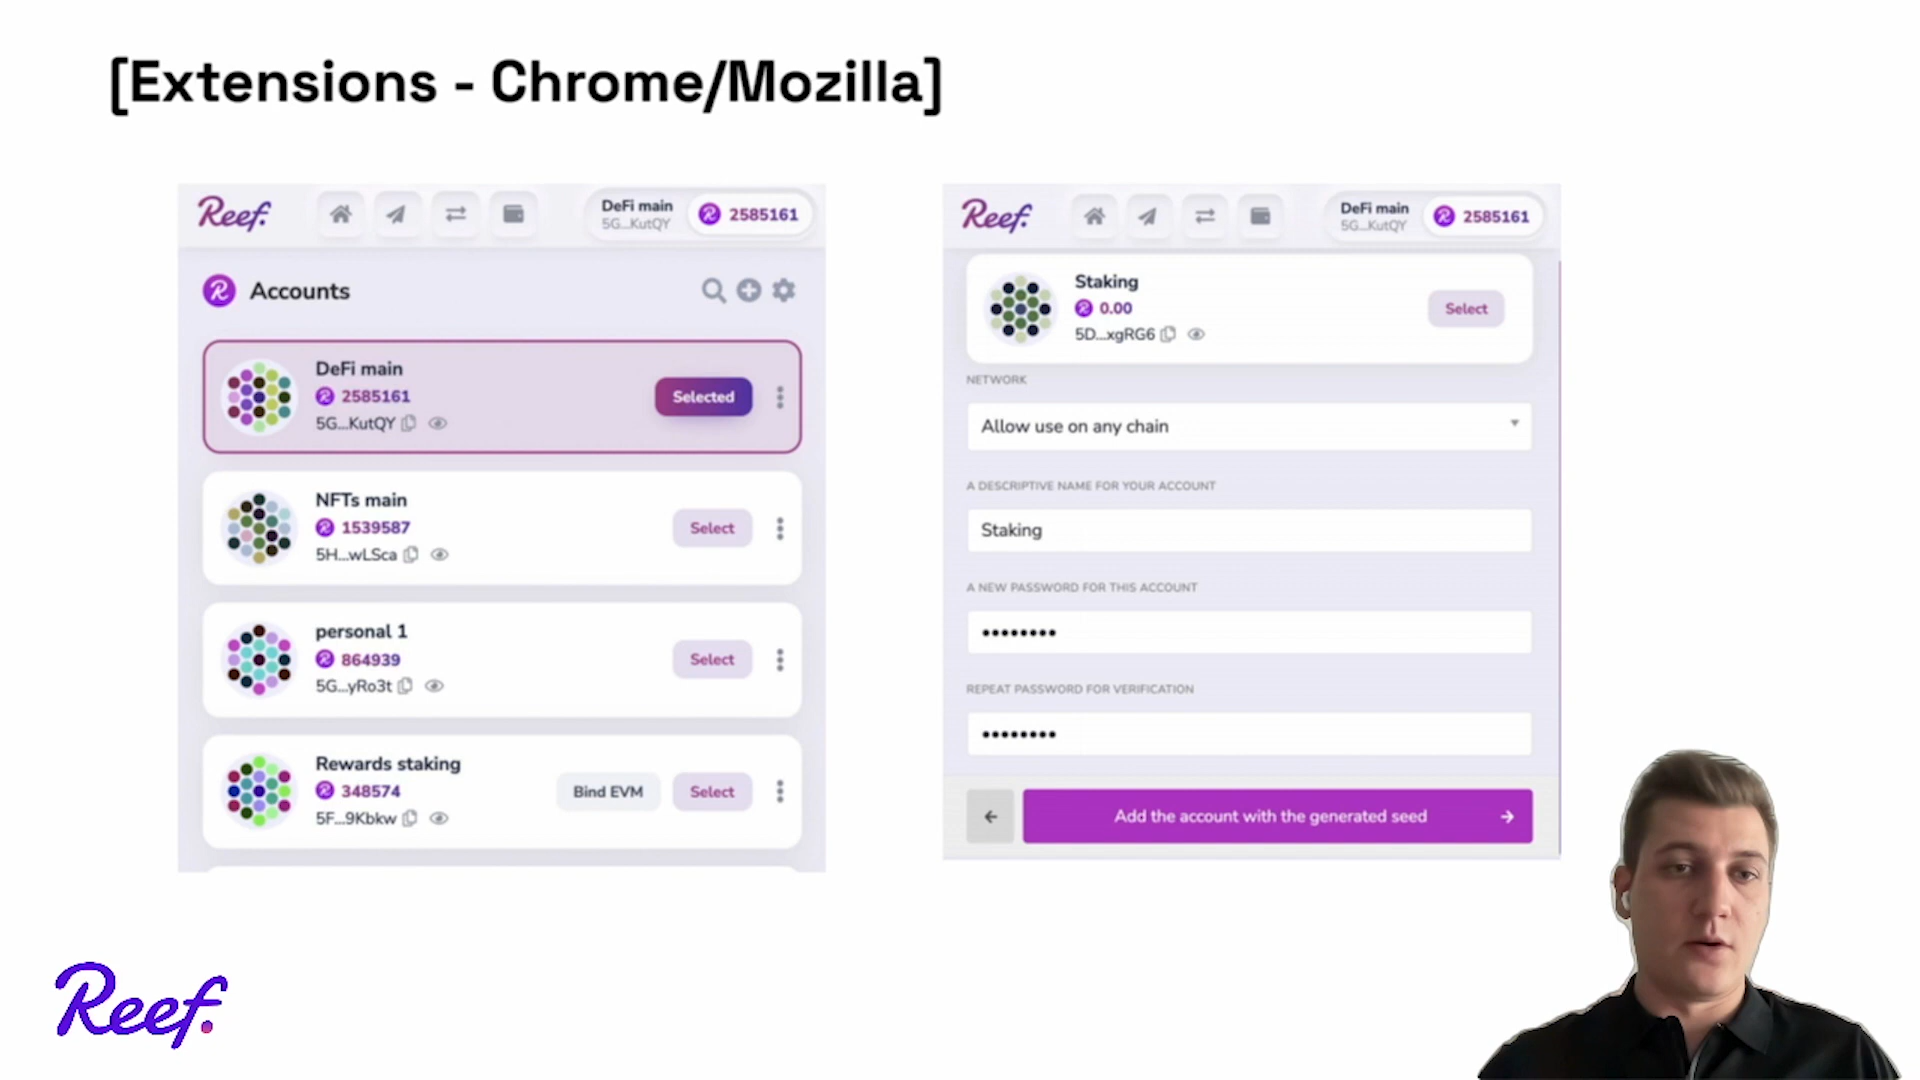 [Extensions - Chrome/Mozilla]
Reef.
DeFi main
5G...KutQY
2585161
Accounts
DeFi main
2585161
5G...KutQY
Selected
NFTs main
1539587
5H...wLSca
Select
personal 1
864939
5G...yRo3t
Select
Rewards staking
348574
5F...9Kbkw
Bind EVM
Select
Reef.
DeFi main
5G...KutQY
2585161
Staking
0.00
5D...xgRG6
Select
NETWORK
Allow use on any chain
A DESCRIPTIVE NAME FOR YOUR ACCOUNT
Staking
A NEW PASSWORD FOR THIS ACCOUNT
••••••••
REPEAT PASSWORD FOR VERIFICATION
••••••••
Add the account with the generated seed
Reef.